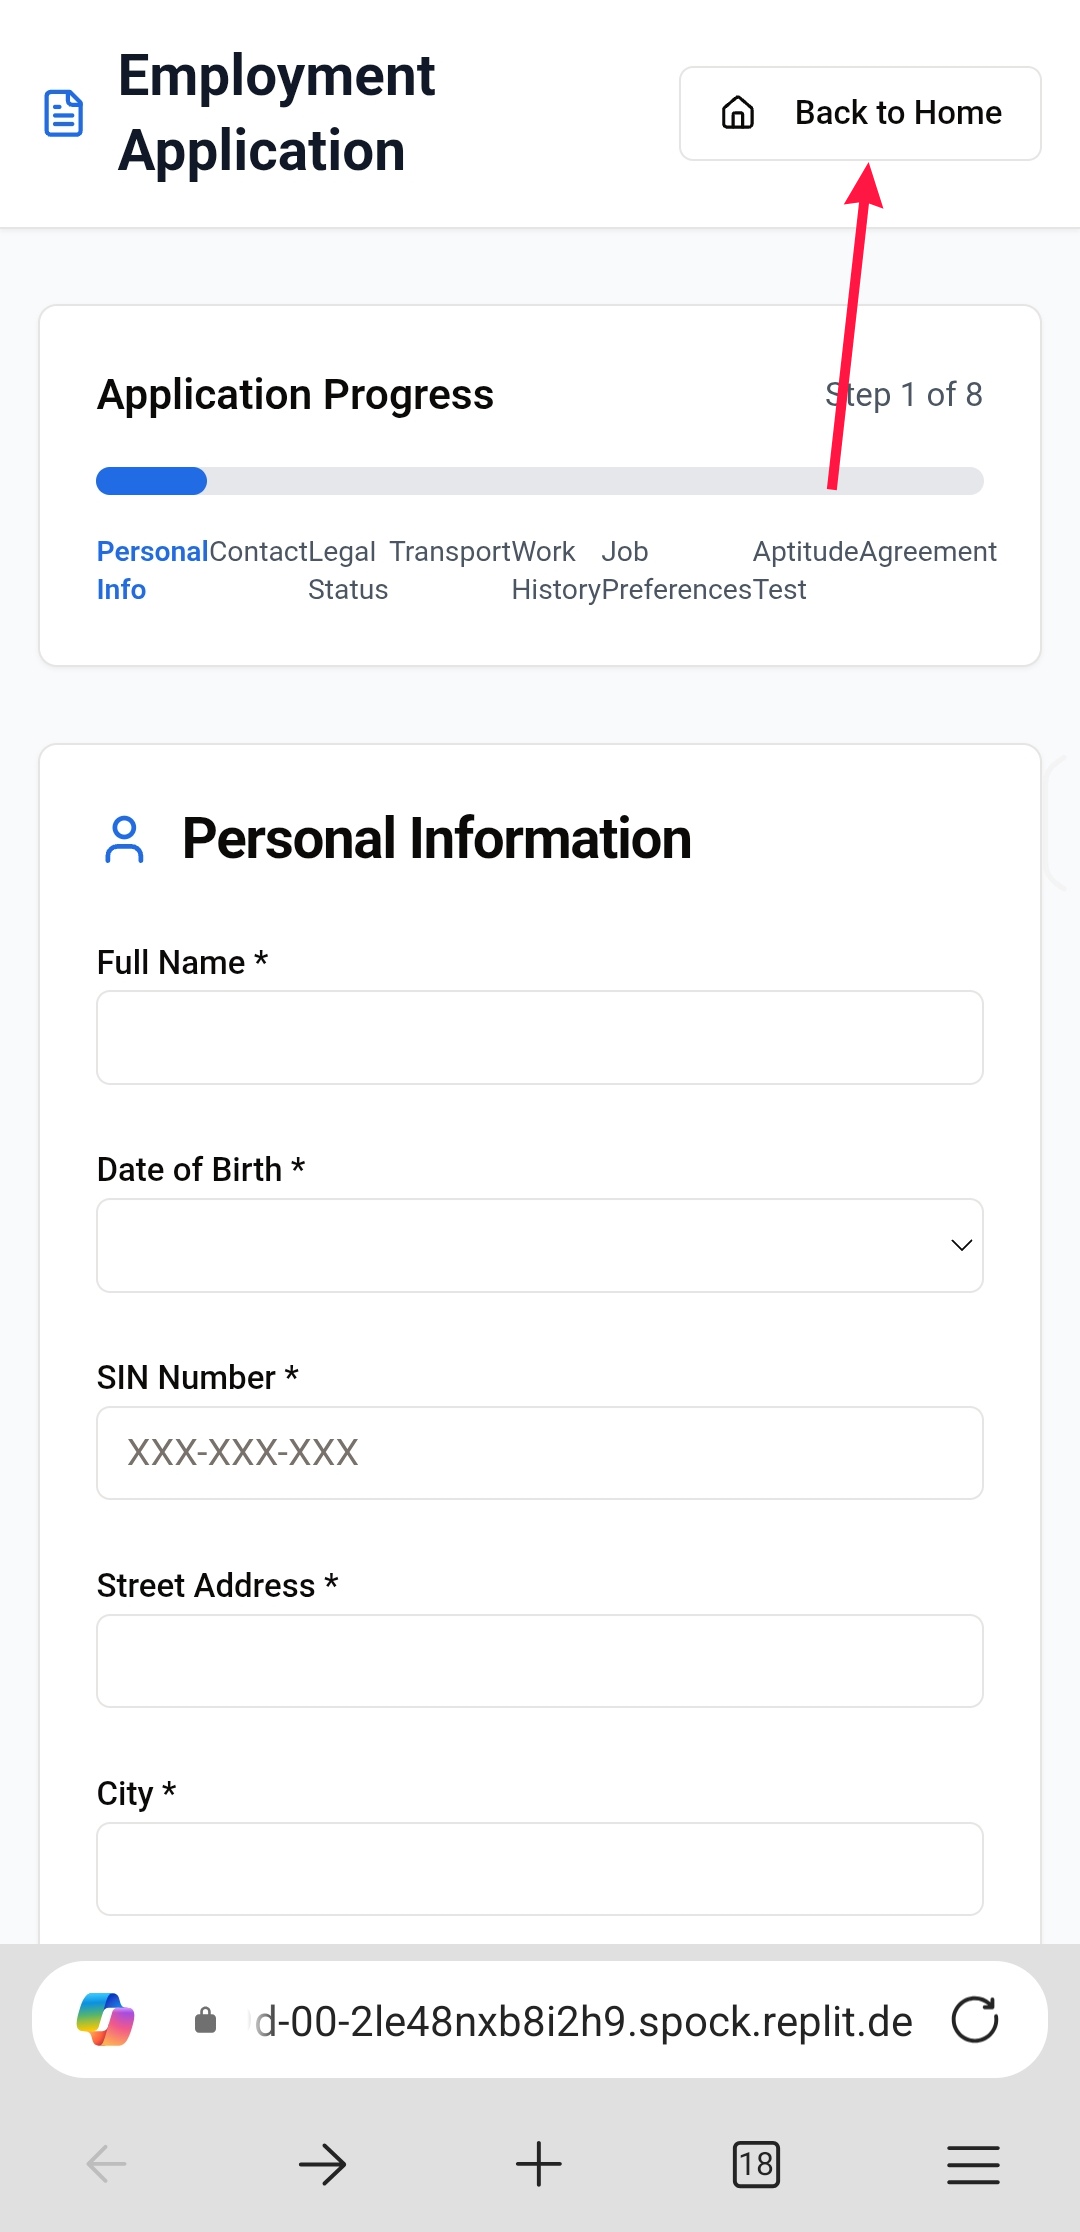 Employment
Application
Back to Home
Application Progress
Step 1 of 8
Personal Info
Contact
Legal Status
Transport
Work History
Job Preferences
Aptitude Test
Agreement
Personal Information
Full Name *
Date of Birth *
SIN Number *
XXX-XXX-XXX
Street Address *
City *
d-00-2le48nxb8i2h9.spock.replit.de
18